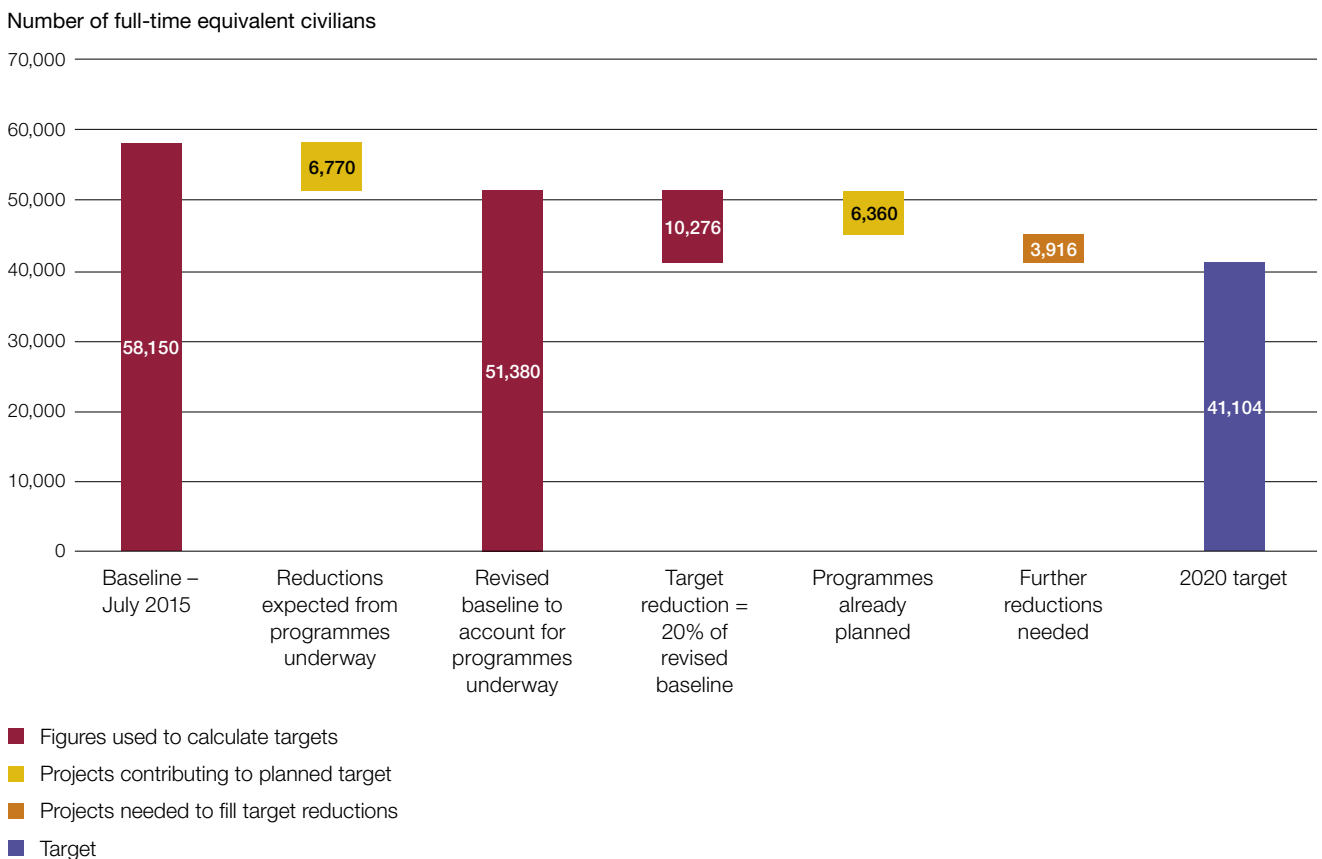 Number of full-time equivalent civilians
70,000
60,000
50,000
40,000
30,000
20,000
10,000
0
58,150
6,770
51,380
10,276
6,360
3,916
41,104
Baseline –
July 2015
Reductions
expected from
programmes
underway
Revised
baseline to
account for
programmes
underway
Target
reduction =
20% of
revised
baseline
Programmes
already
planned
Further
reductions
needed
2020 target
Figures used to calculate targets
Projects contributing to planned target
Projects needed to fill target reductions
Target